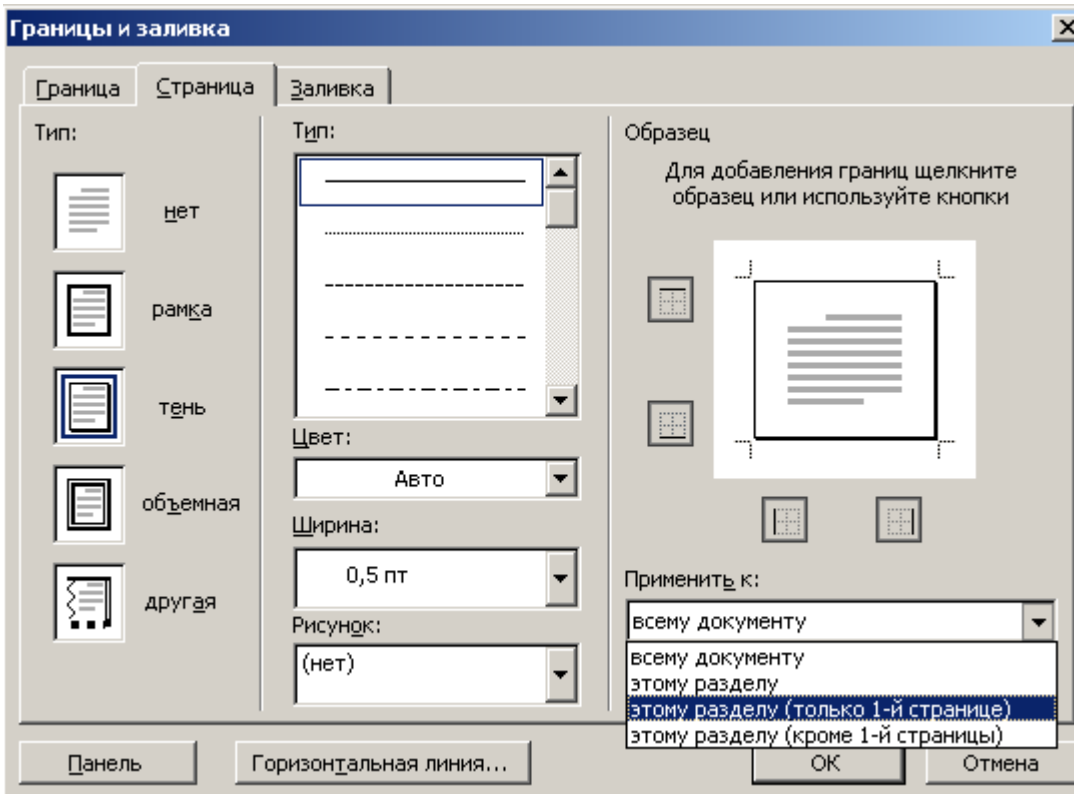 Границы и заливка
Граница
Страница
Заливка
Тип:
нет
рамка
тень
объемная
другая
Тип:
Цвет:
Авто
Ширина:
0,5 пт
Рисунок:
(нет)
Образец
Для добавления границ щелкните
образец или используйте кнопки
Применить к:
всему документу
всему документу
этому разделу
этому разделу (только 1-й странице)
этому разделу (кроме 1-й страницы)
Панель
Горизонтальная линия...
ОК
Отмена